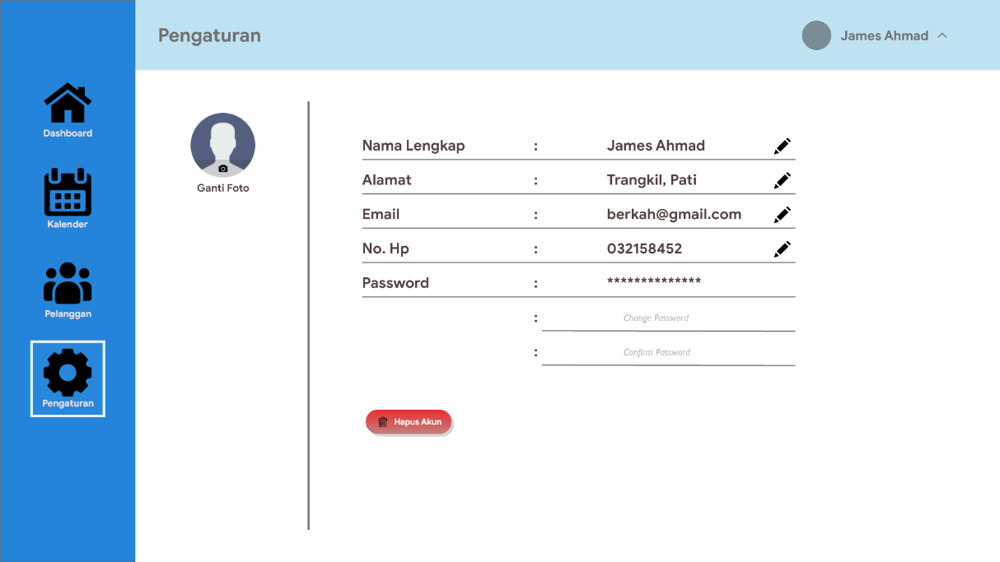 Pengaturan
James Ahmad
Dashboard
Kalender
Pelanggan
Pengaturan
Ganti Foto
Nama Lengkap : James Ahmad
Alamat : Trangkil, Pati
Email : berkah@gmail.com
No. Hp : 032158452
Password : **************
: Change Password
: Confirm Password
Hapus Akun